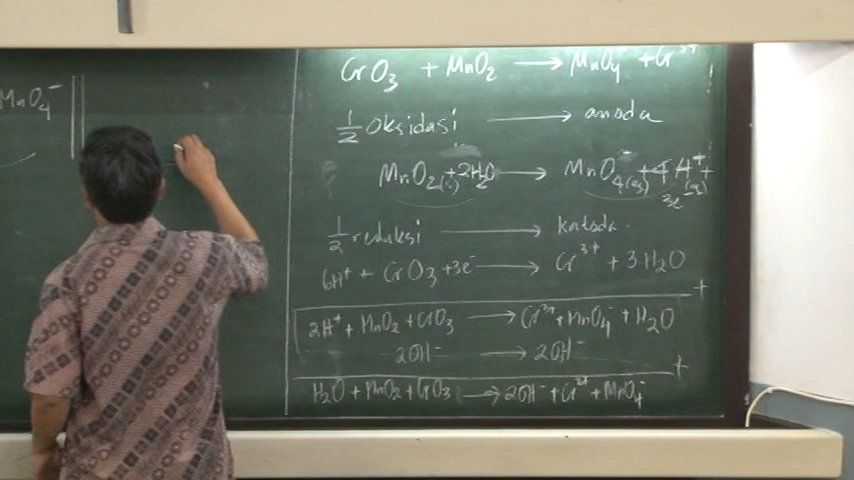 MnO₄⁻
CrO₃ + MnO₂ → MnO₄⁻ + Cr³⁺
½ oksidasi → anoda
MnO₂(s) + 2H₂O → MnO₄⁻(aq) + 4H⁺(aq) +
3e⁻
½ reduksi → katoda
6H⁺ + CrO₃ + 3e⁻ → Cr³⁺ + 3H₂O
+
2H⁺ + MnO₂ + CrO₃ → Cr³⁺ + MnO₄⁻ + H₂O
2OH⁻ → 2OH⁻
+
H₂O + MnO₂ + CrO₃ → 2OH⁻ + Cr³⁺ + MnO₄⁻